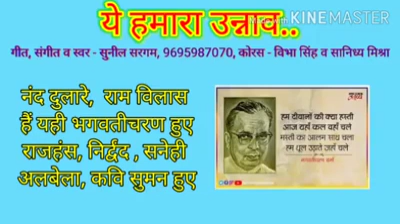 Made with KINEMASTER
ये हमारा उन्नाव..
गीत, संगीत व स्वर - सुनील सरगम, 9695987070, कोरस - विभा सिंह व सानिध्य मिश्रा
नंद दुलारे, राम विलास
हैं यही भगवतीचरण हुए
राजहंस, निर्द्वंद , सनेही
अलबेला, कवि सुमन हुए
हम दीवानों की क्या हस्ती
आज यहाँ कल वहाँ चले
मस्ती का आलम साथ चला
हम धूल उड़ाते जहाँ चले